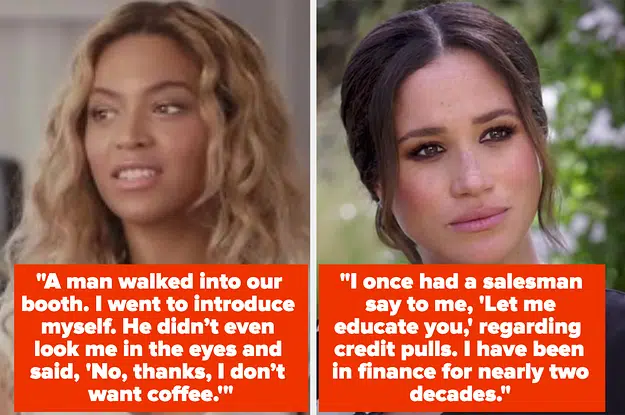 "A man walked into our
booth. I went to introduce
myself. He didn’t even
look me in the eyes and
said, 'No, thanks, I don’t
want coffee.'"
"I once had a salesman
say to me, 'Let me
educate you,' regarding
credit pulls. I have been
in finance for nearly two
decades."